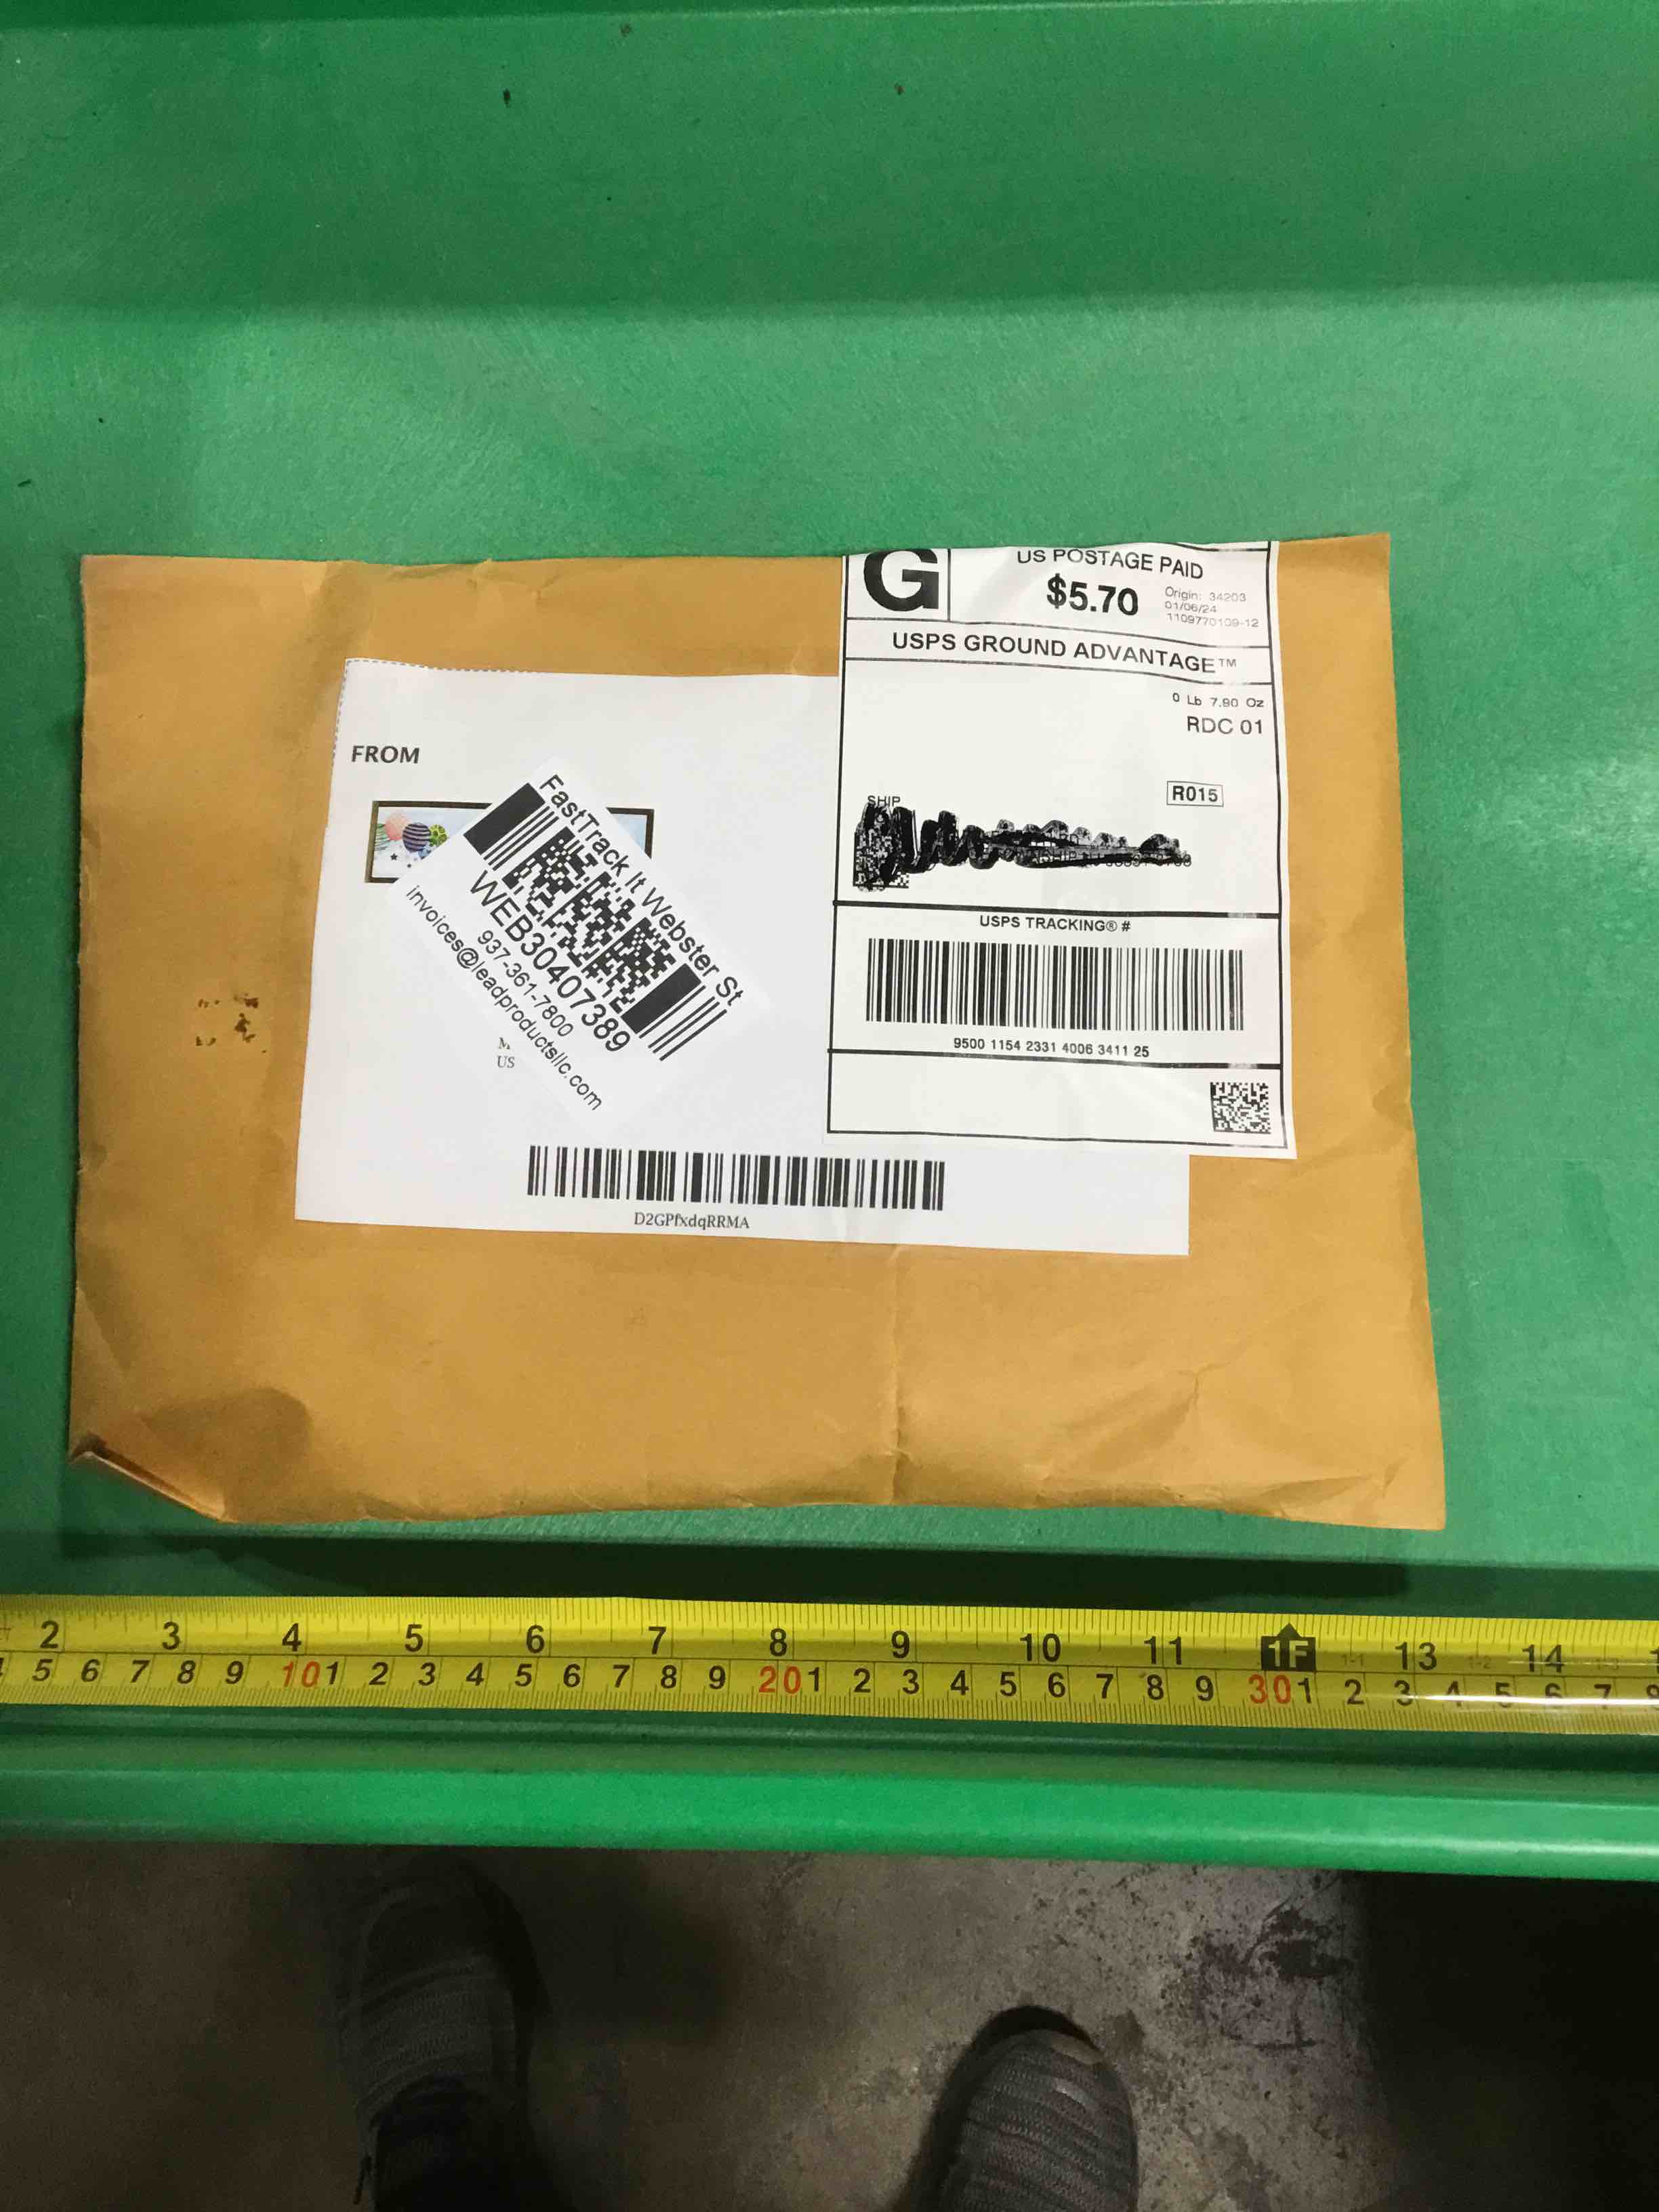 G
US POSTAGE PAID
$5.70
Origin: 34203
01/06/24
1109770109-12
USPS GROUND ADVANTAGE™
0 Lb 7.90 Oz
RDC 01
R015
SHIP
USPS TRACKING® #
9500 1154 2331 4006 3411 25
FROM
FastTrack It Webster St
WEB30407389
937-361-7800
invoices@leadproductsllc.com
US
D2GPfxdqRRMA
2 3 4 5 6 7 8 9 10 11 1F 13 14
5 6 7 8 9 10 1 2 3 4 5 6 7 8 9 20 1 2 3 4 5 6 7 8 9 30 1 2 3 4 5 6 7